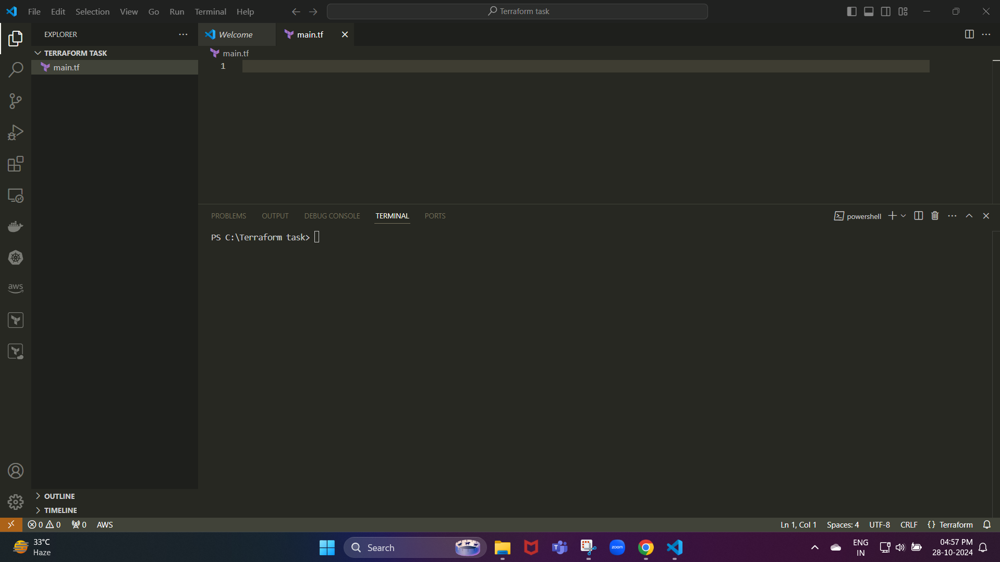 File Edit Selection View Go Run Terminal Help
Terraform task
EXPLORER
Welcome
main.tf
TERRAFORM TASK
main.tf
main.tf
1
PROBLEMS OUTPUT DEBUG CONSOLE TERMINAL PORTS
powershell
PS C:\Terraform task>
aws
OUTLINE
TIMELINE
0 0 0 AWS
Ln 1, Col 1 Spaces: 4 UTF-8 CRLF {} Terraform
33°C
Haze
Search
zoom
ENG
IN
04:57 PM
28-10-2024